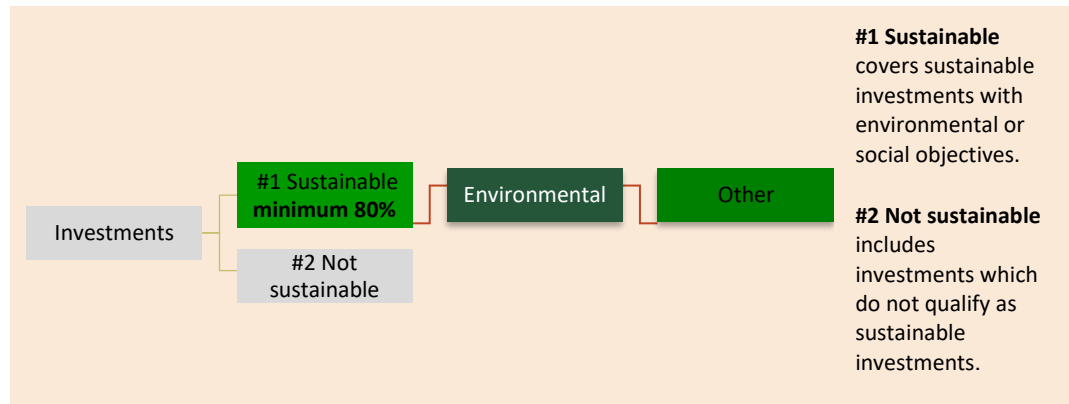 Investments
#1 Sustainable
minimum 80%
#2 Not
sustainable
Environmental
Other
#1 Sustainable
covers sustainable
investments with
environmental or
social objectives.
#2 Not sustainable
includes
investments which
do not qualify as
sustainable
investments.